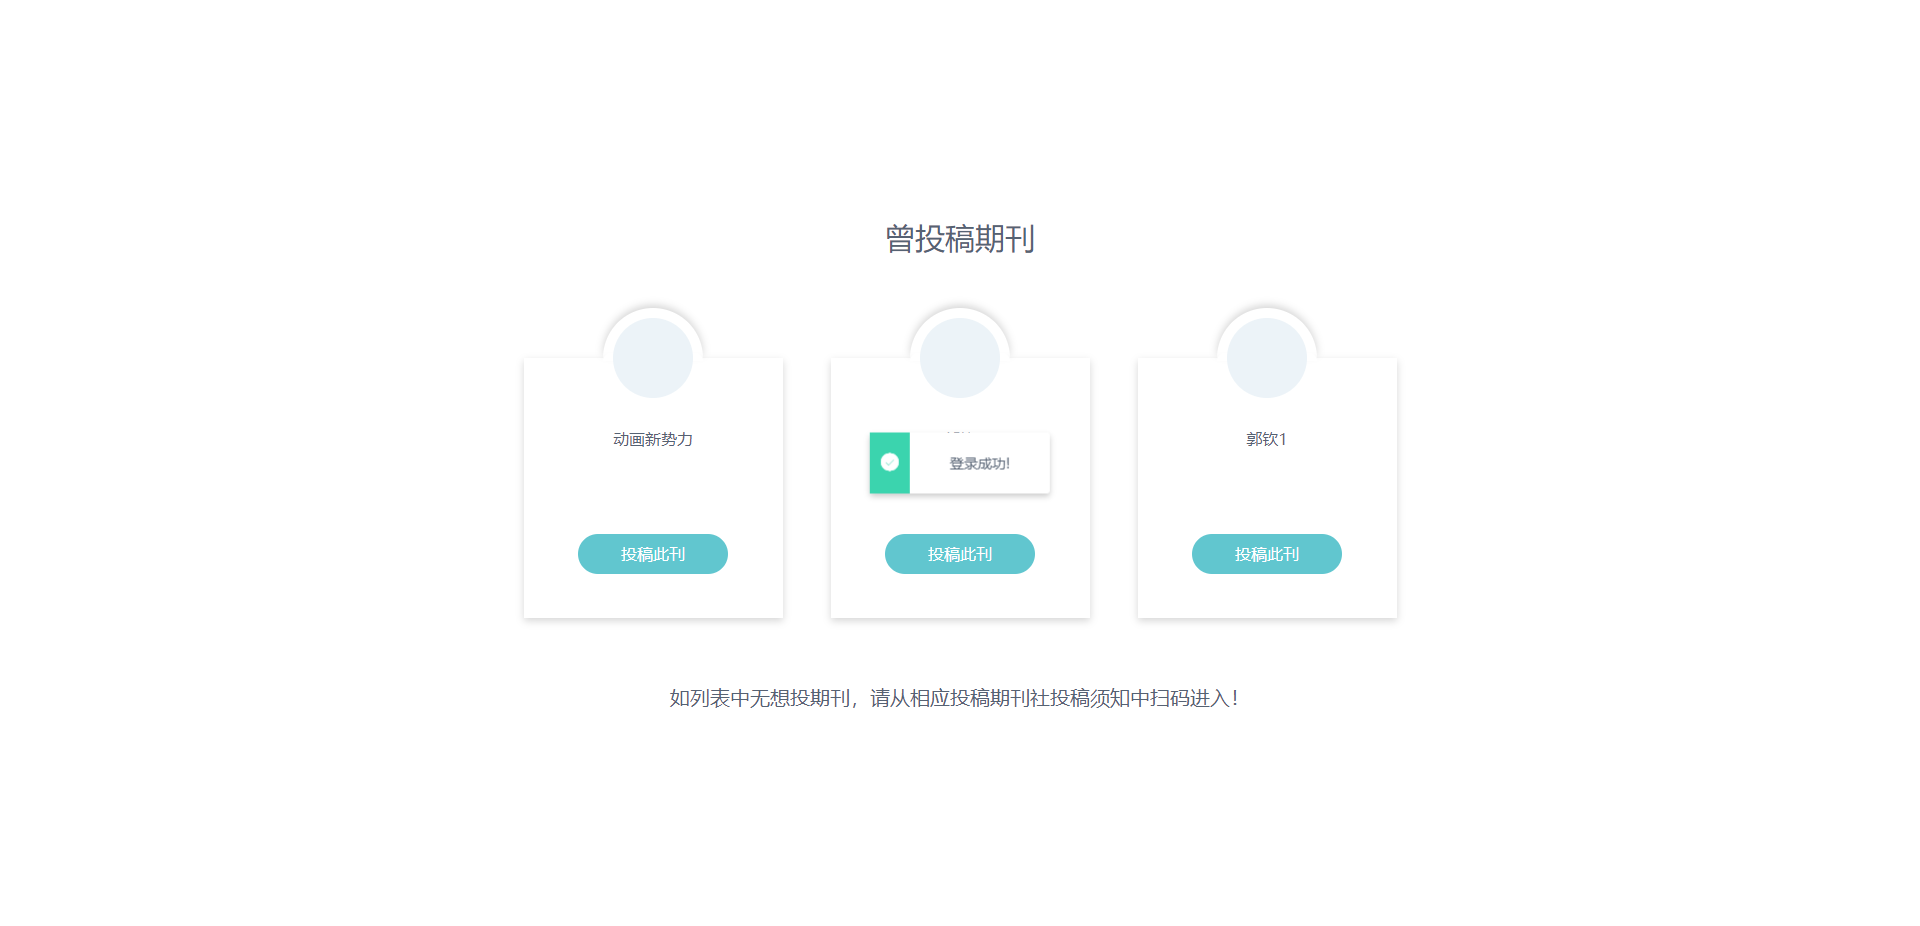 曾投稿期刊
动画新势力
郭钦1
登录成功!
投稿此刊
投稿此刊
投稿此刊
如列表中无想投期刊，请从相应投稿期刊社投稿须知中扫码进入！